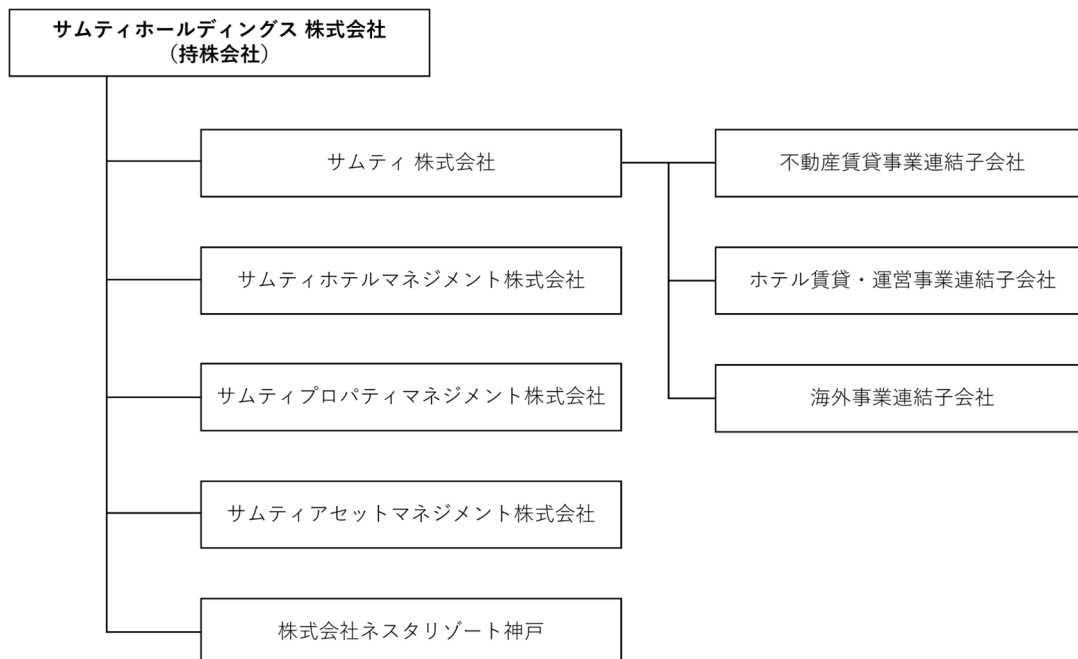 サムティホールディングス 株式会社
（持株会社）
サムティ 株式会社
不動産賃貸事業連結子会社
サムティホテルマネジメント株式会社
ホテル賃貸・運営事業連結子会社
サムティプロパティマネジメント株式会社
海外事業連結子会社
サムティアセットマネジメント株式会社
株式会社ネスタリゾート神戸